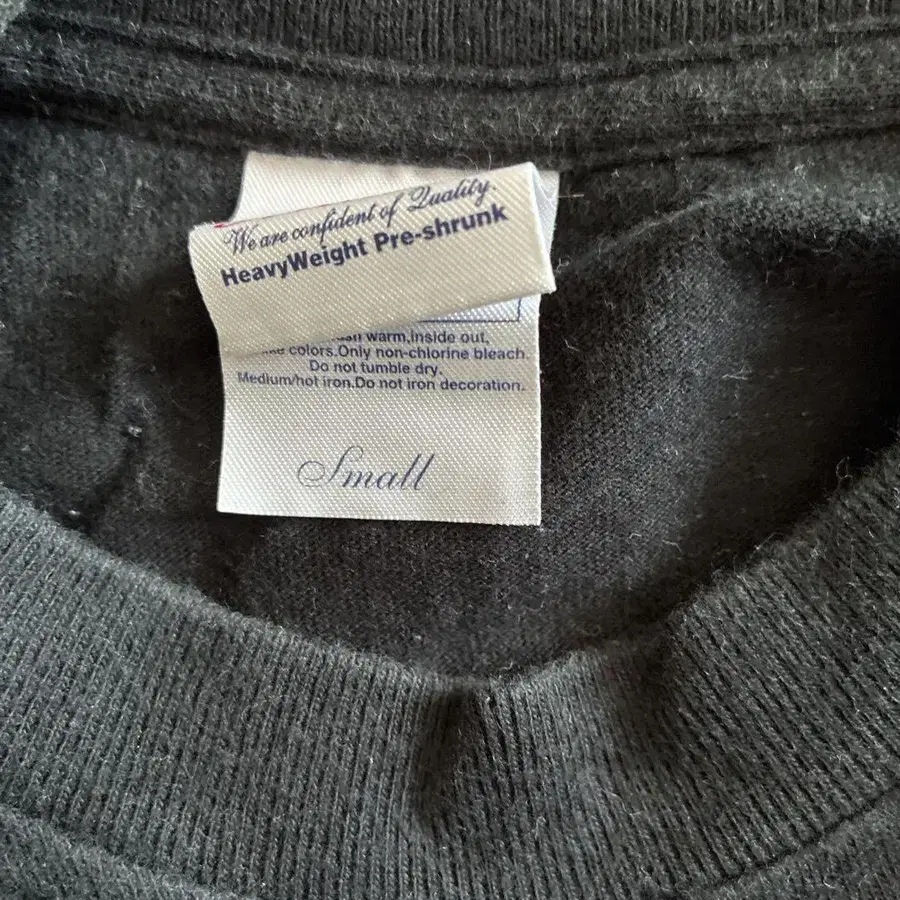 We are confident of Quality.
HeavyWeight Pre-shrunk
warm,inside out,
colors.Only non-chlorine bleach.
Do not tumble dry.
Medium/hot iron.Do not iron decoration.
Small